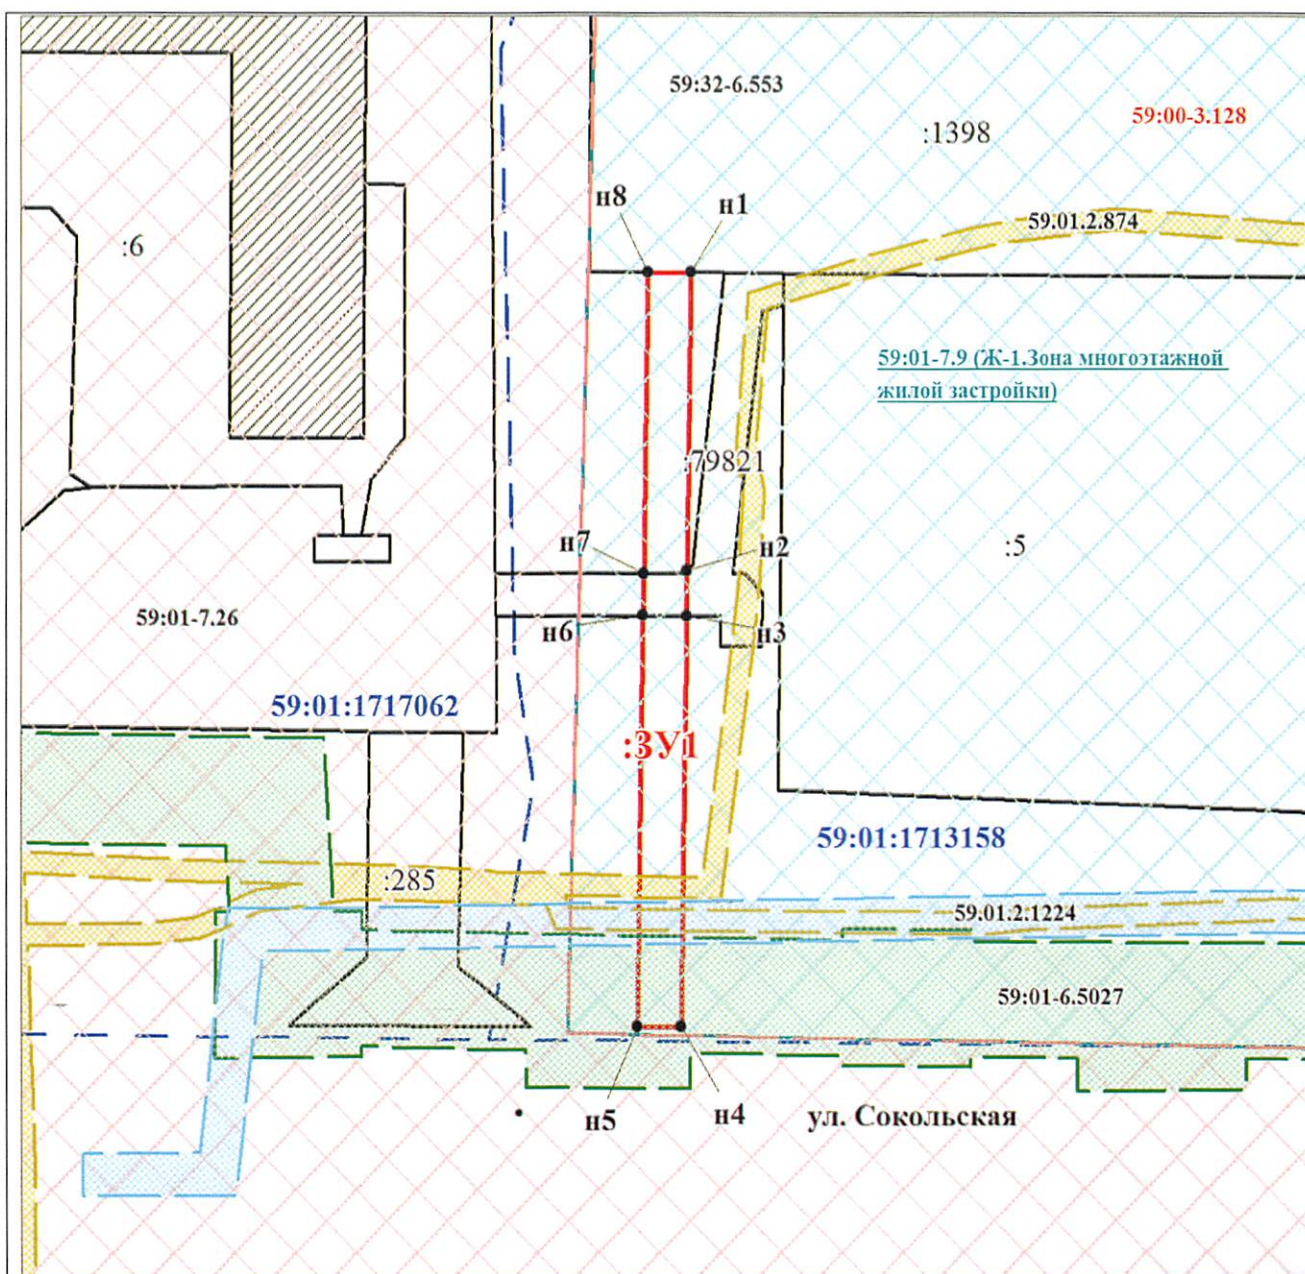 59:32-6.553
59:00-3.128
:1398
н8
н1
59.01.2.874
:6
59:01-7.9 (Ж-1.Зона многоэтажной
жилой застройки)
:79821
н7
н2
:5
59:01-7.26
н6
н3
59:01:1717062
:ЗУ1
59:01:1713158
:285
59.01.2.1224
59:01-6.5027
н5
н4
ул. Сокольская